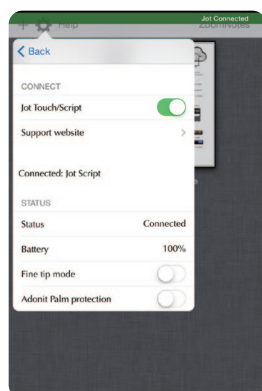 Jot Connected
+ Help ZoomNotes
< Back
CONNECT
Jot Touch/Script
Support website >
Connected: Jot Script
STATUS
Status Connected
Battery 100%
Fine tip mode
Adonit Palm protection